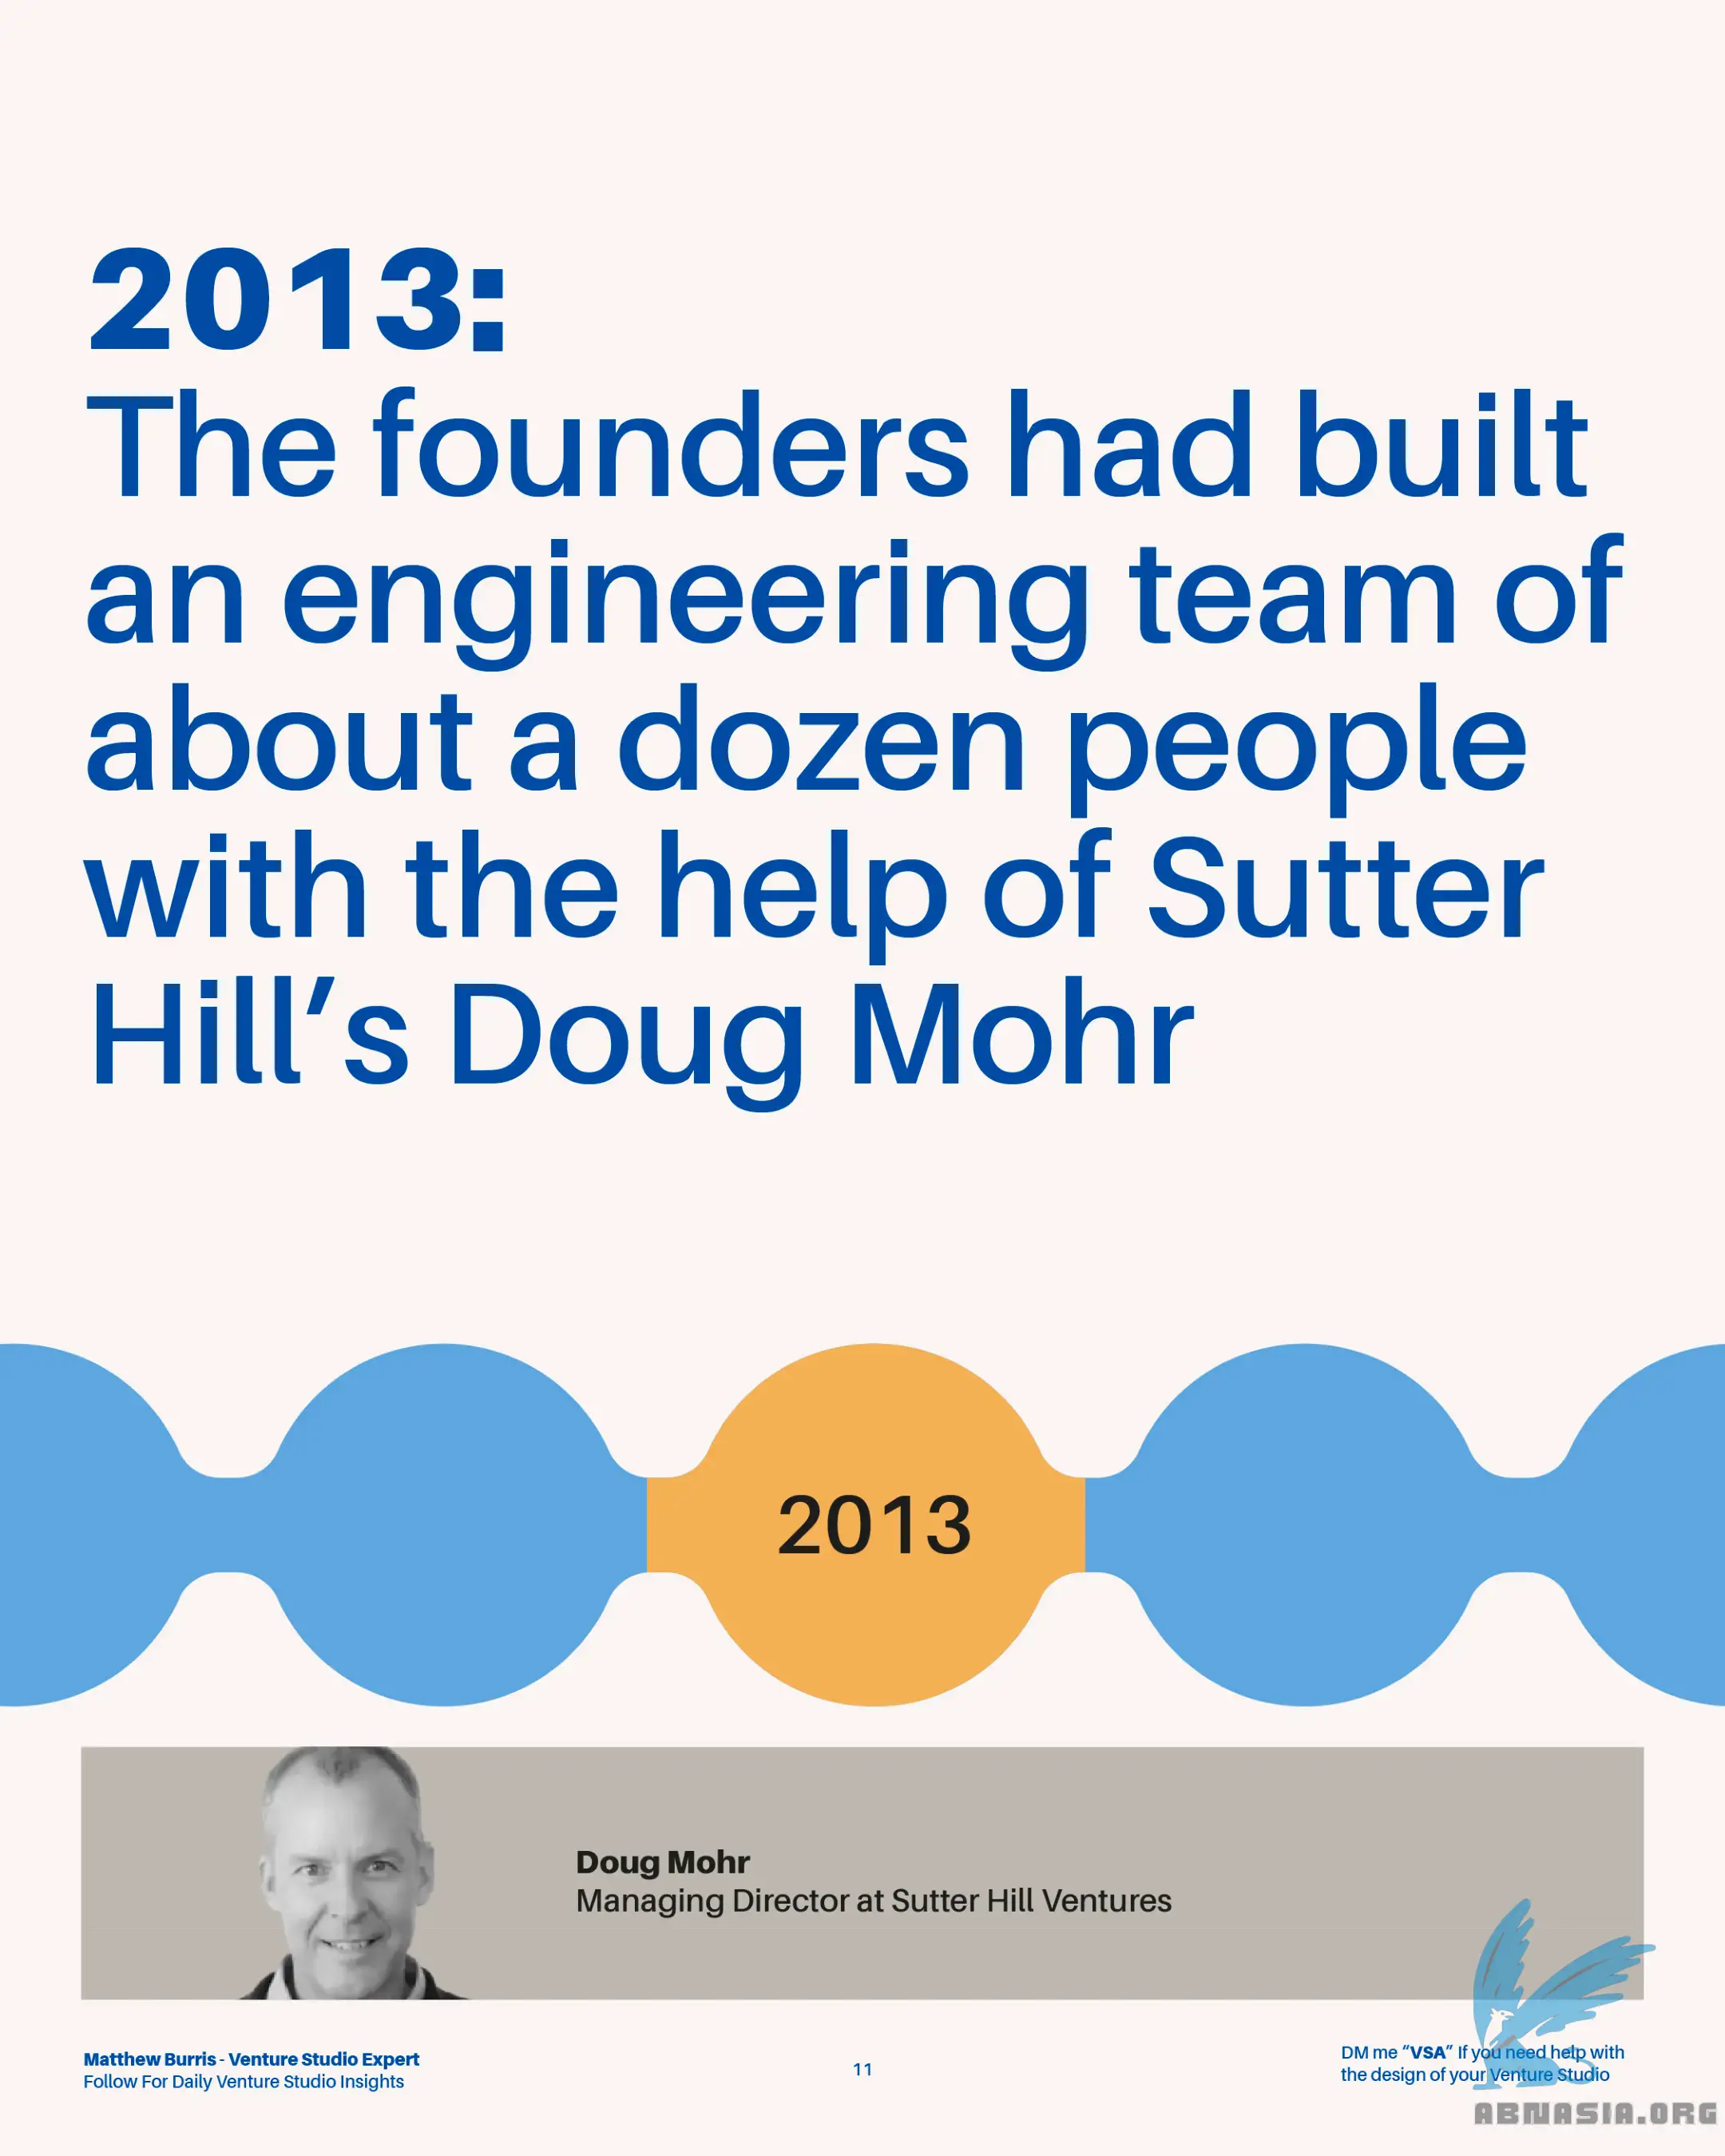 2013:
The founders had built
an engineering team of
about a dozen people
with the help of Sutter
Hill’s Doug Mohr
2013
Doug Mohr
Managing Director at Sutter Hill Ventures
Matthew Burris - Venture Studio Expert
Follow For Daily Venture Studio Insights
11
DM me “VSA” If you need help with
the design of your Venture Studio
ABNASIA.ORG